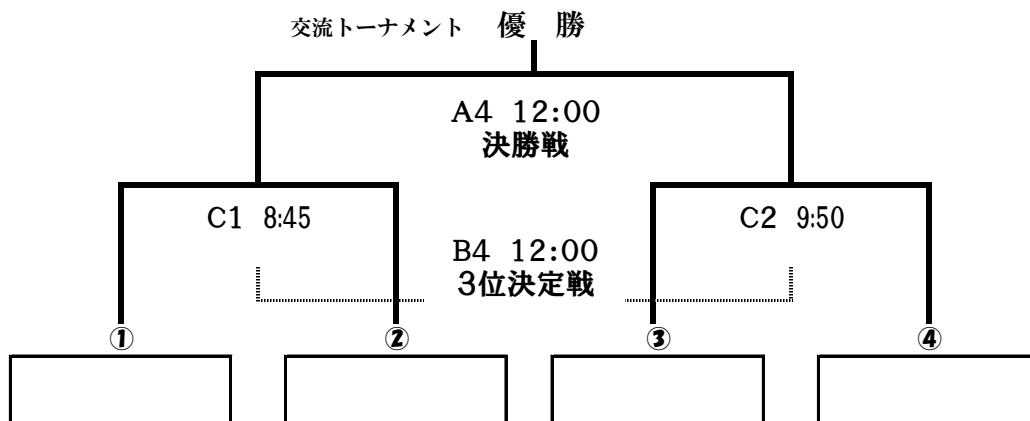 交流トーナメント 優 勝
A4 12:00
決勝戦
C1 8:45
C2 9:50
B4 12:00
3位決定戦
① ② ③ ④